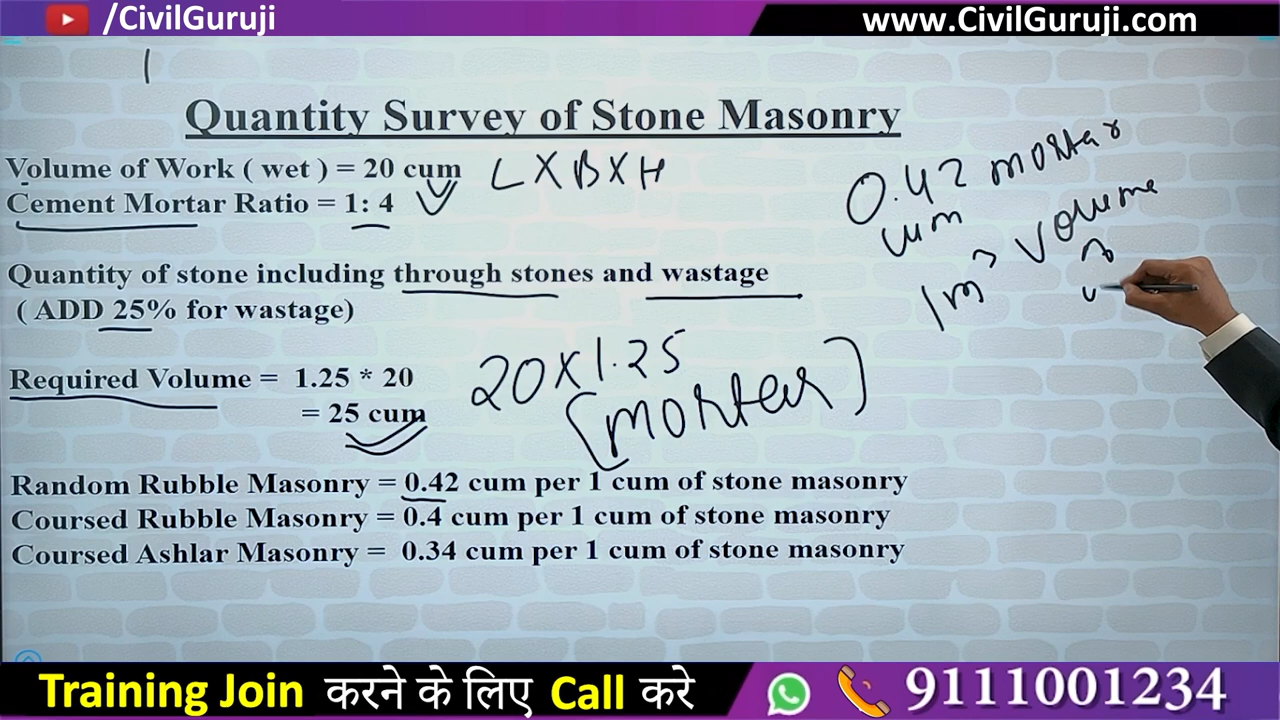 /CivilGuruji
www.CivilGuruji.com
Quantity Survey of Stone Masonry
Volume of Work ( wet ) = 20 cum L X B X H
Cement Mortar Ratio = 1: 4
0.42 mortar
cum
1m³ volume
Quantity of stone including through stones and wastage
( ADD 25% for wastage)
Required Volume = 1.25 * 20
= 25 cum
20 X 1.25
[mortar]
Random Rubble Masonry = 0.42 cum per 1 cum of stone masonry
Coursed Rubble Masonry = 0.4 cum per 1 cum of stone masonry
Coursed Ashlar Masonry = 0.34 cum per 1 cum of stone masonry
Training Join करने के लिए Call करे 9111001234